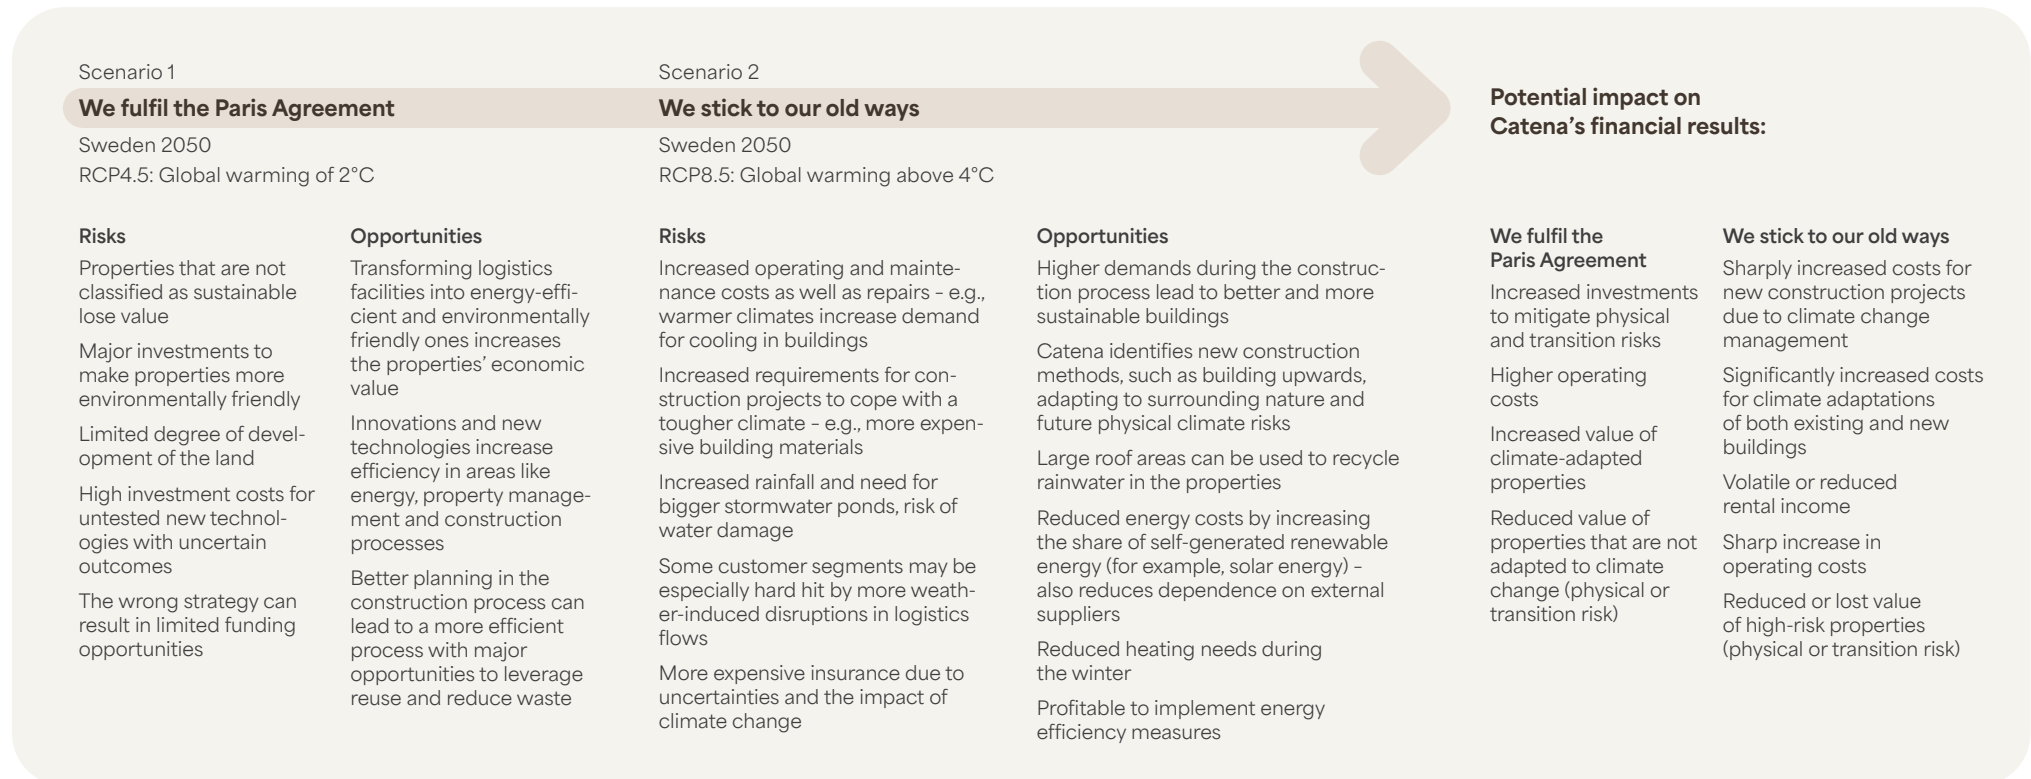 Scenario 1
We fulfil the Paris Agreement
Sweden 2050
RCP4.5: Global warming of 2°C
Risks
Properties that are not
classified as sustainable
lose value
Major investments to
make properties more
environmentally friendly
Limited degree of devel-
opment of the land
High investment costs for
untested new technol-
ogies with uncertain
outcomes
The wrong strategy can
result in limited funding
opportunities
Opportunities
Transforming logistics
facilities into energy-effi-
cient and environmentally
friendly ones increases
the properties’ economic
value
Innovations and new
technologies increase
efficiency in areas like
energy, property manage-
ment and construction
processes
Better planning in the
construction process can
lead to a more efficient
process with major
opportunities to leverage
reuse and reduce waste
Scenario 2
We stick to our old ways
Sweden 2050
RCP8.5: Global warming above 4°C
Risks
Increased operating and mainte-
nance costs as well as repairs – e.g.,
warmer climates increase demand
for cooling in buildings
Increased requirements for con-
struction projects to cope with a
tougher climate – e.g., more expen-
sive building materials
Increased rainfall and need for
bigger stormwater ponds, risk of
water damage
Some customer segments may be
especially hard hit by more weath-
er-induced disruptions in logistics
flows
More expensive insurance due to
uncertainties and the impact of
climate change
Opportunities
Higher demands during the construc-
tion process lead to better and more
sustainable buildings
Catena identifies new construction
methods, such as building upwards,
adapting to surrounding nature and
future physical climate risks
Large roof areas can be used to recycle
rainwater in the properties
Reduced energy costs by increasing
the share of self-generated renewable
energy (for example, solar energy) –
also reduces dependence on external
suppliers
Reduced heating needs during
the winter
Profitable to implement energy
efficiency measures
Potential impact on
Catena’s financial results:
We fulfil the
Paris Agreement
Increased investments
to mitigate physical
and transition risks
Higher operating
costs
Increased value of
climate-adapted
properties
Reduced value of
properties that are not
adapted to climate
change (physical or
transition risk)
We stick to our old ways
Sharply increased costs for
new construction projects
due to climate change
management
Significantly increased costs
for climate adaptations
of both existing and new
buildings
Volatile or reduced
rental income
Sharp increase in
operating costs
Reduced or lost value
of high-risk properties
(physical or transition risk)